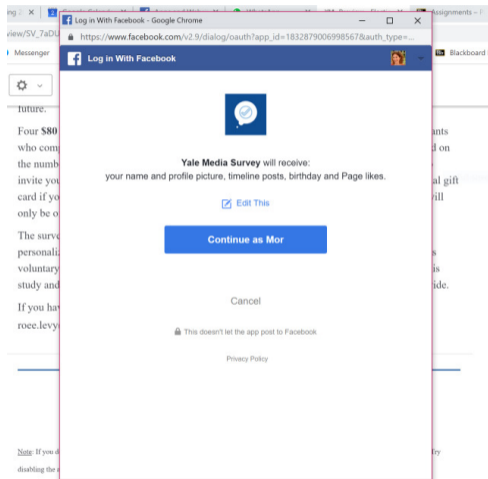 Assignments – I
Log in With Facebook - Google Chrome
view/SV_7aDU
https://www.facebook.com/v2.9/dialog/oauth?app_id=1832879006998567&auth_type=...
Messenger
Log in With Facebook
Blackboard
future.
Four $80
who com
the numb
invite you
card if yo
only be o
ants
d on
al gift
will
Yale Media Survey will receive:
your name and profile picture, timeline posts, birthday and Page likes.
Edit This
Continue as Mor
The surve
personali
voluntary
study and
s
is
ide.
Cancel
If you hav
roee.levy
This doesn't let the app post to Facebook
Privacy Policy
Note: If you d
disabling the
Try